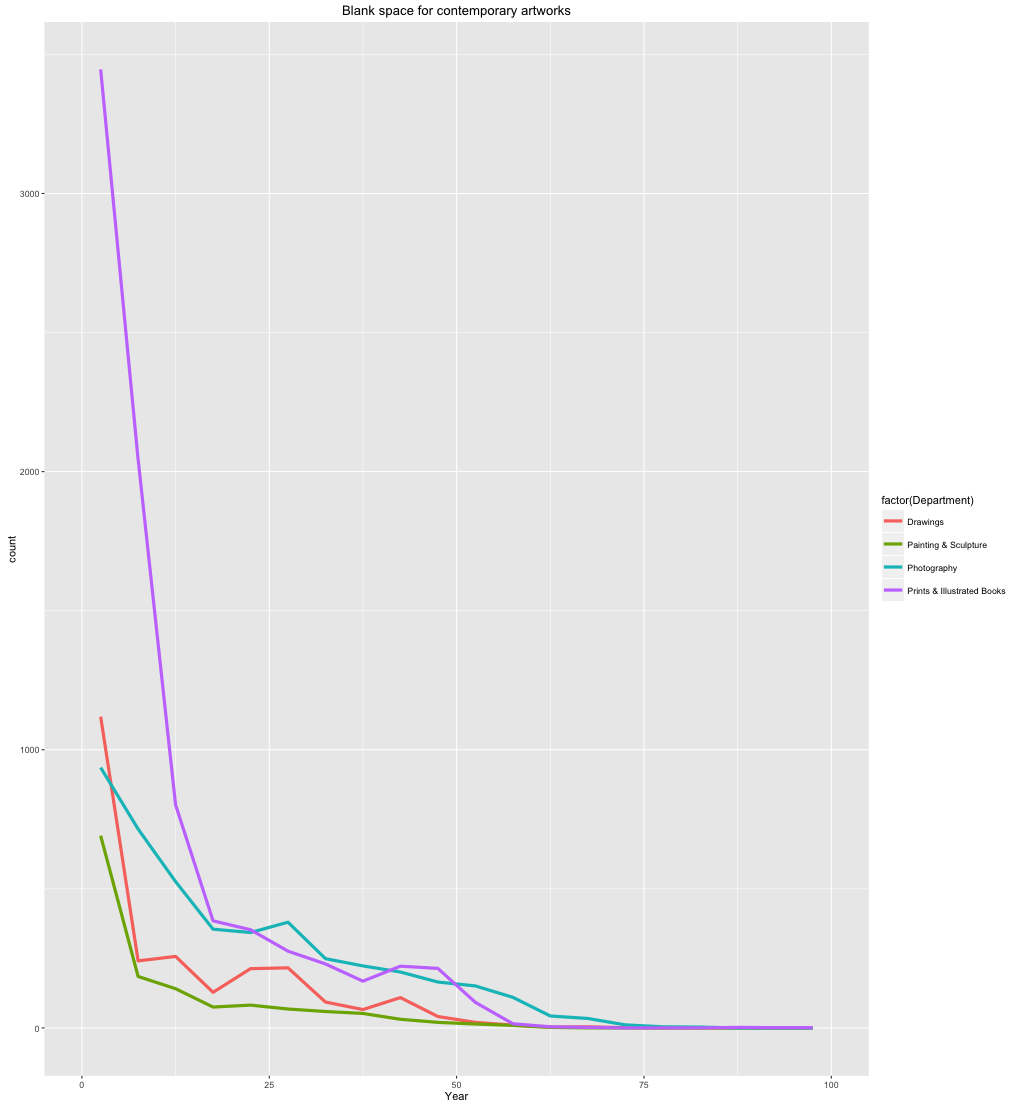 Blank space for contemporary artworks
3000
2000
1000
0
count
0 25 50 75 100
Year
factor(Department)
Drawings
Painting & Sculpture
Photography
Prints & Illustrated Books